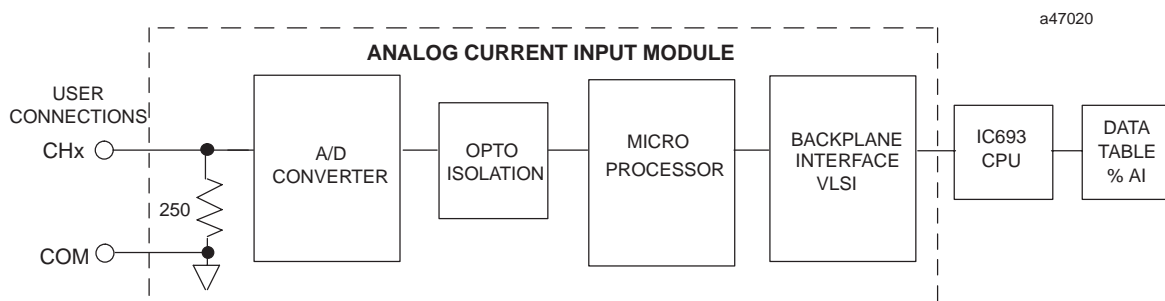 a47020
ANALOG CURRENT INPUT MODULE
USER
CONNECTIONS
CHx
COM
250
A/D
CONVERTER
OPTO
ISOLATION
MICRO
PROCESSOR
BACKPLANE
INTERFACE
VLSI
IC693
CPU
DATA
TABLE
% AI